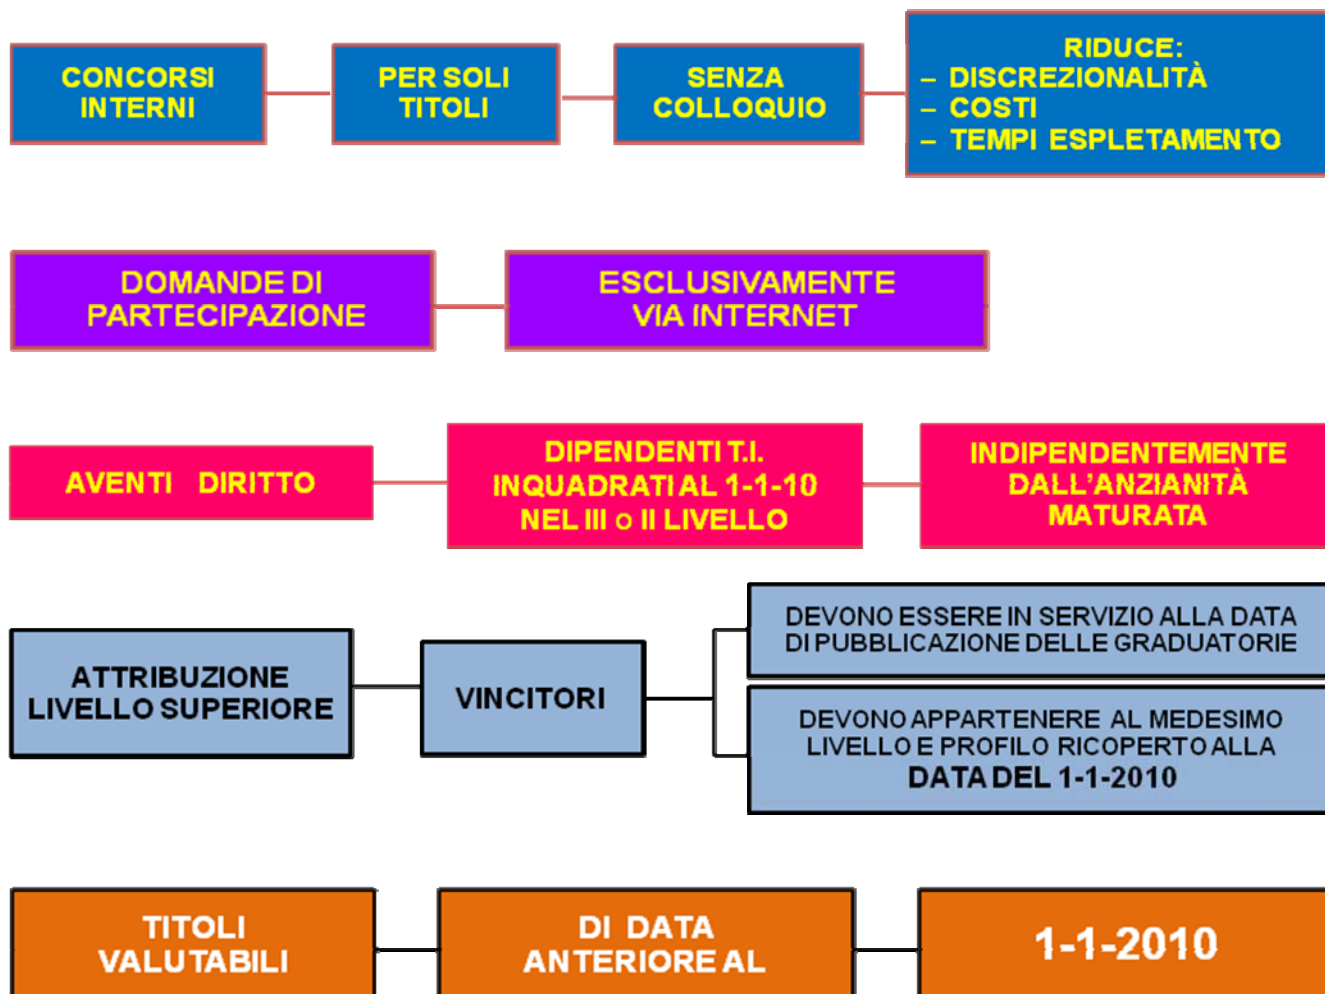 CONCORSI
INTERNI
PER SOLI
TITOLI
SENZA
COLLOQUIO
RIDUCE:
– DISCREZIONALITÀ
– COSTI
– TEMPI ESPLETAMENTO
DOMANDE DI
PARTECIPAZIONE
ESCLUSIVAMENTE
VIA INTERNET
AVENTI DIRITTO
DIPENDENTI T.I.
INQUADRATI AL 1-1-10
NEL III o II LIVELLO
INDIPENDENTEMENTE
DALL'ANZIANITÀ
MATURATA
ATTRIBUZIONE
LIVELLO SUPERIORE
VINCITORI
DEVONO ESSERE IN SERVIZIO ALLA DATA
DI PUBBLICAZIONE DELLE GRADUATORIE
DEVONO APPARTENERE AL MEDESIMO
LIVELLO E PROFILO RICOPERTO ALLA
DATA DEL 1-1-2010
TITOLI
VALUTABILI
DI DATA
ANTERIORE AL
1-1-2010